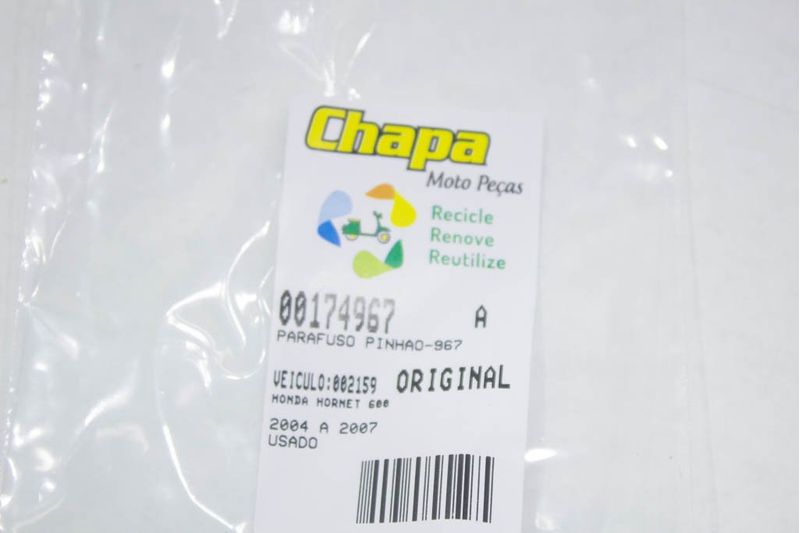 Chapa
Moto Peças
Recicle
Renove
Reutilize
00174967 A
PARAFUSO PINHAO-967
VEICULO:002159 ORIGINAL
HONDA HORNET 600
2004 A 2007
USADO